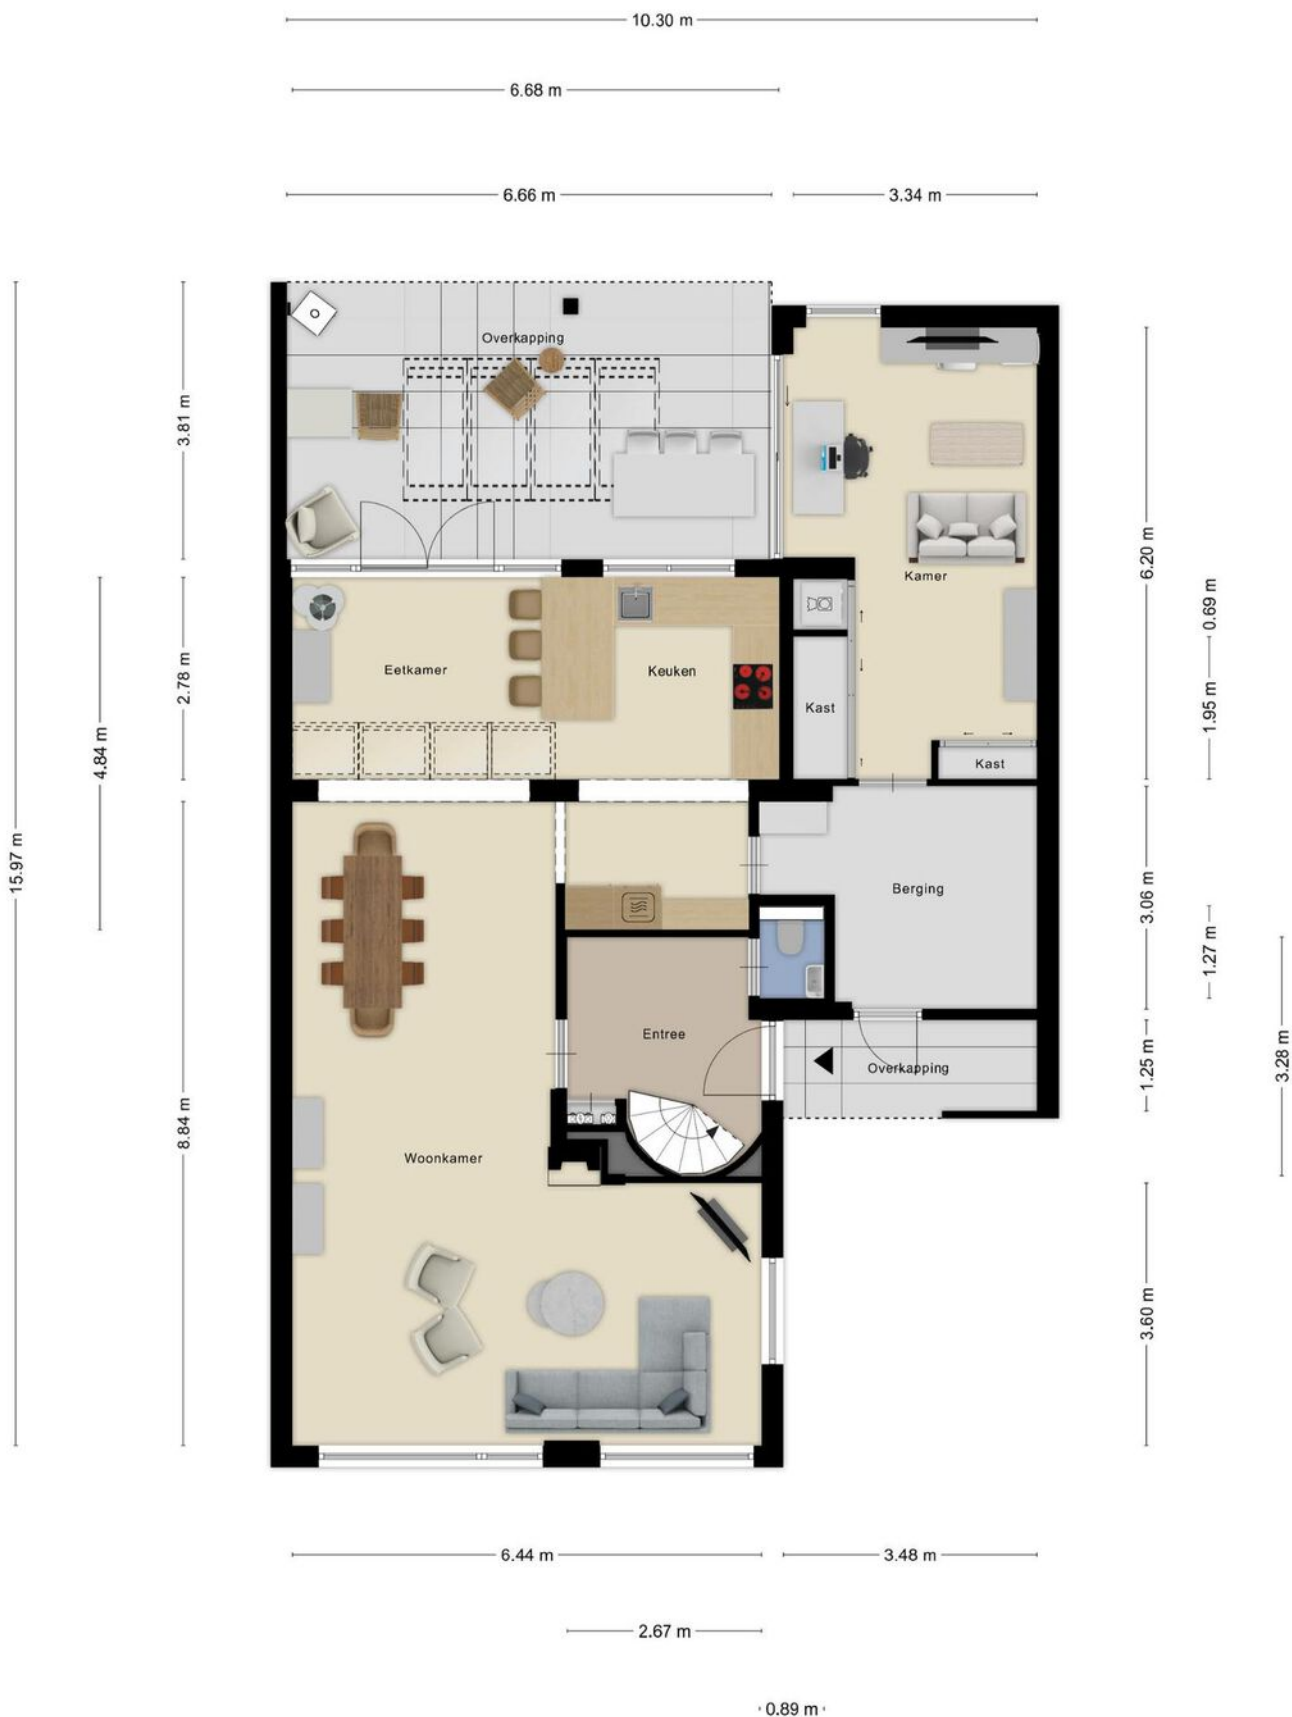 10.30 m
6.68 m
6.66 m
3.34 m
Overkapping
3.81 m
6.20 m
Kamer
0.69 m
Eetkamer
Keuken
2.78 m
Kast
1.95 m
4.84 m
Kast
15.97 m
Berging
3.06 m
1.27 m
Entree
3.28 m
1.25 m
Overkapping
8.84 m
Woonkamer
3.60 m
6.44 m
3.48 m
2.67 m
0.89 m